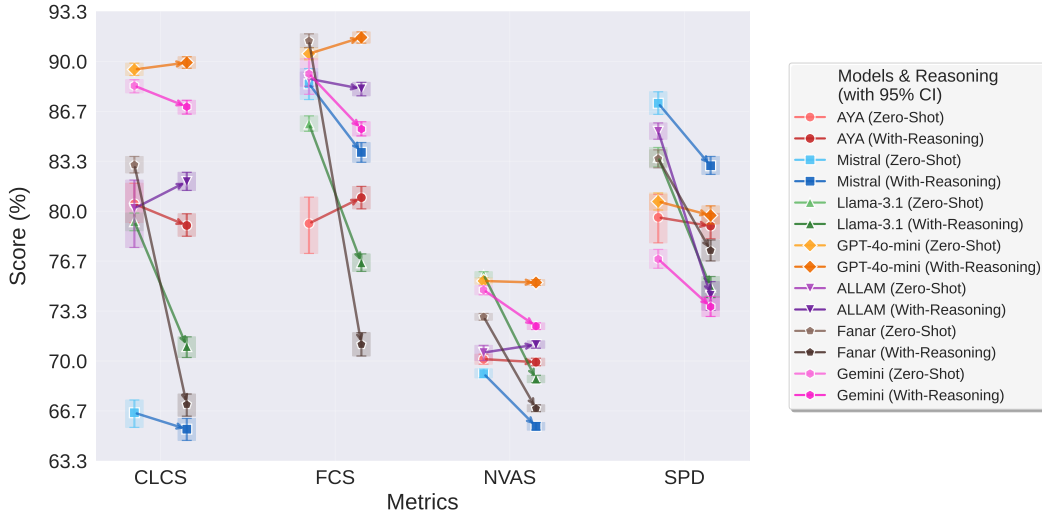 93.3
90.0
86.7
83.3
80.0
76.7
73.3
70.0
66.7
63.3
Score (%)
CLCS
FCS
NVAS
SPD
Metrics
Models & Reasoning
(with 95% CI)
AYA (Zero-Shot)
AYA (With-Reasoning)
Mistral (Zero-Shot)
Mistral (With-Reasoning)
Llama-3.1 (Zero-Shot)
Llama-3.1 (With-Reasoning)
GPT-4o-mini (Zero-Shot)
GPT-4o-mini (With-Reasoning)
ALLAM (Zero-Shot)
ALLAM (With-Reasoning)
Fanar (Zero-Shot)
Fanar (With-Reasoning)
Gemini (Zero-Shot)
Gemini (With-Reasoning)